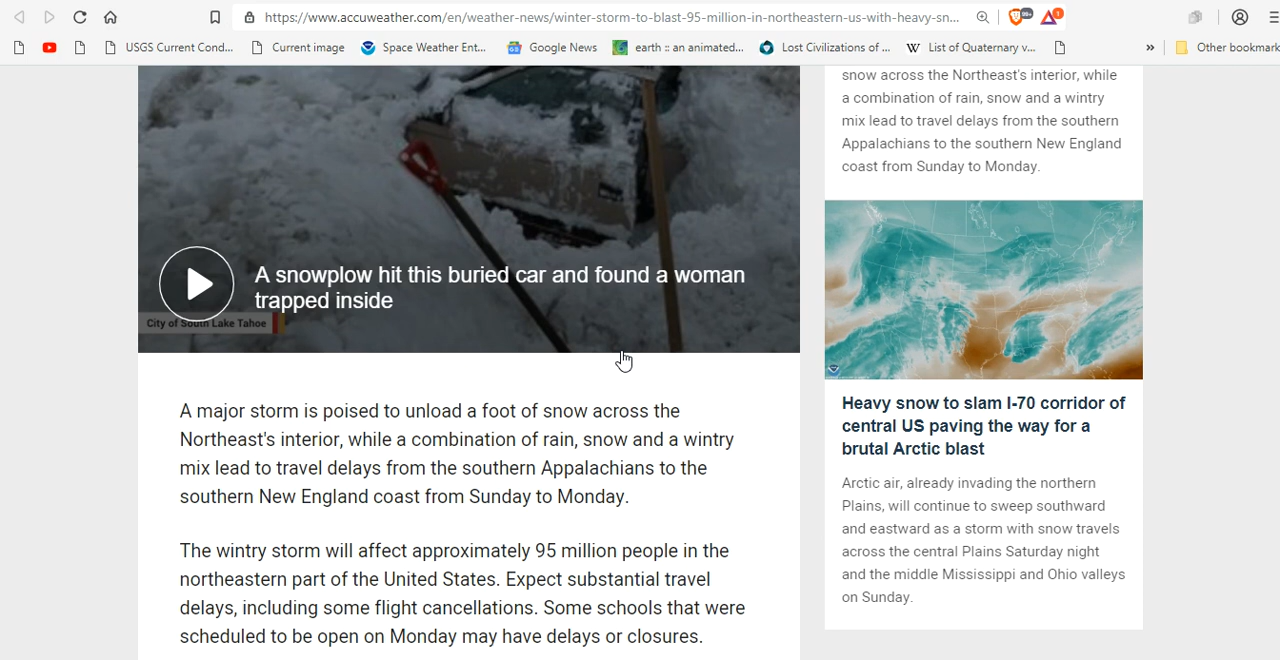 https://www.accuweather.com/en/weather-news/winter-storm-to-blast-95-million-in-northeastern-us-with-heavy-sn...
99+
1
USGS Current Cond...
Current image
Space Weather Ent...
Google News
earth :: an animated...
Lost Civilizations of ...
W
List of Quaternary v...
»
Other bookmark
A snowplow hit this buried car and found a woman
trapped inside
City of South Lake Tahoe
A major storm is poised to unload a foot of snow across the
Northeast's interior, while a combination of rain, snow and a wintry
mix lead to travel delays from the southern Appalachians to the
southern New England coast from Sunday to Monday.
The wintry storm will affect approximately 95 million people in the
northeastern part of the United States. Expect substantial travel
delays, including some flight cancellations. Some schools that were
scheduled to be open on Monday may have delays or closures.
snow across the Northeast's interior, while
a combination of rain, snow and a wintry
mix lead to travel delays from the southern
Appalachians to the southern New England
coast from Sunday to Monday.
Heavy snow to slam I-70 corridor of
central US paving the way for a
brutal Arctic blast
Arctic air, already invading the northern
Plains, will continue to sweep southward
and eastward as a storm with snow travels
across the central Plains Saturday night
and the middle Mississippi and Ohio valleys
on Sunday.